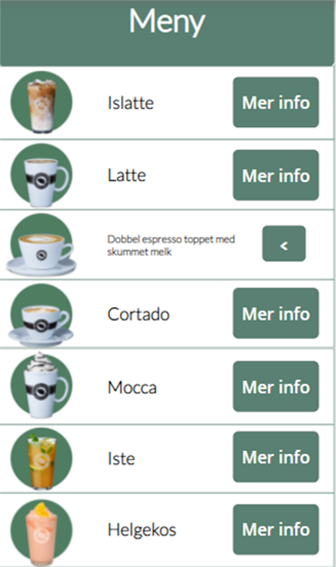 Meny
Islatte
Mer info
Latte
Mer info
Dobbel espresso toppet med
skummet melk
<
Cortado
Mer info
Mocca
Mer info
Iste
Mer info
Helgekos
Mer info